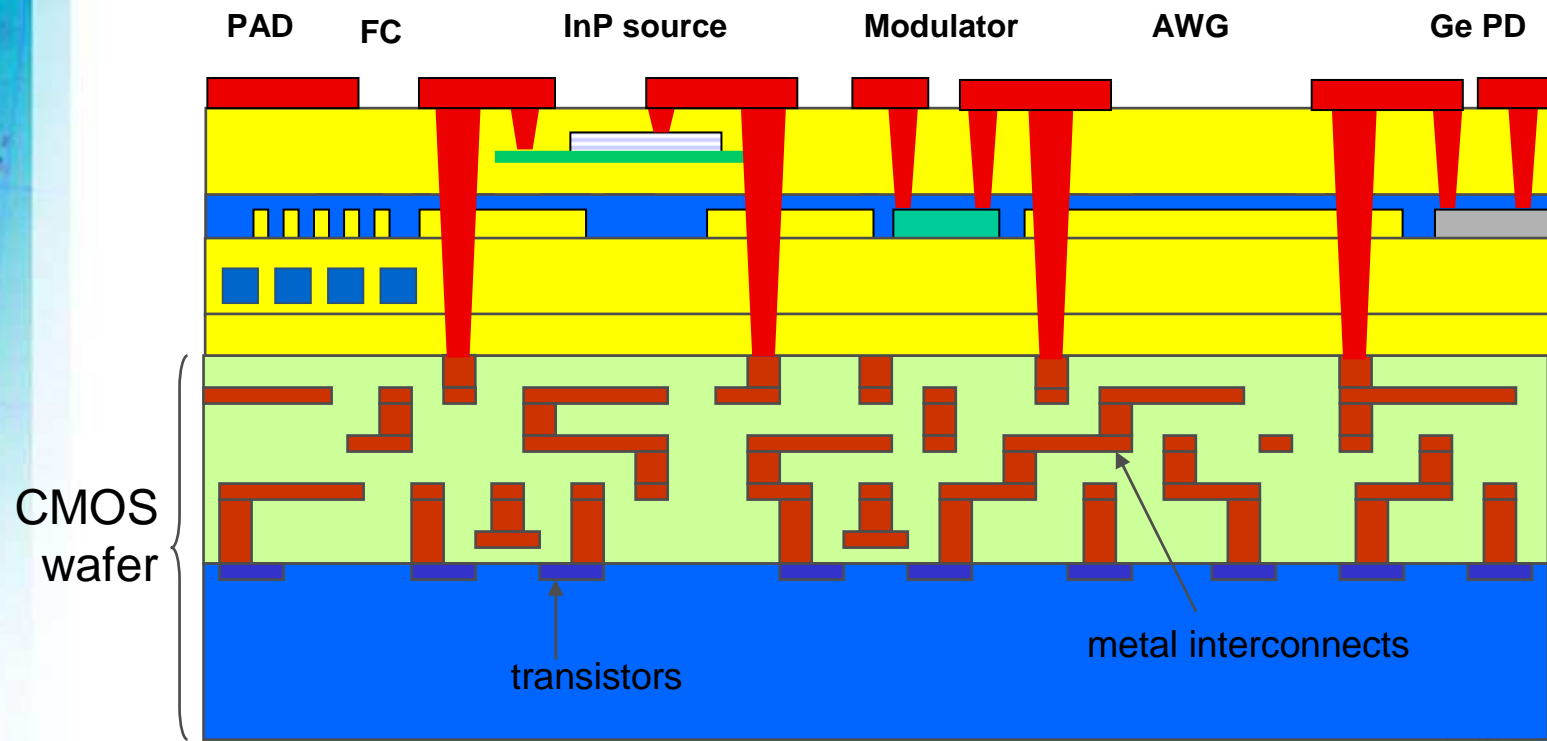 PAD FC InP source Modulator AWG Ge PD
CMOS
wafer
metal interconnects
transistors